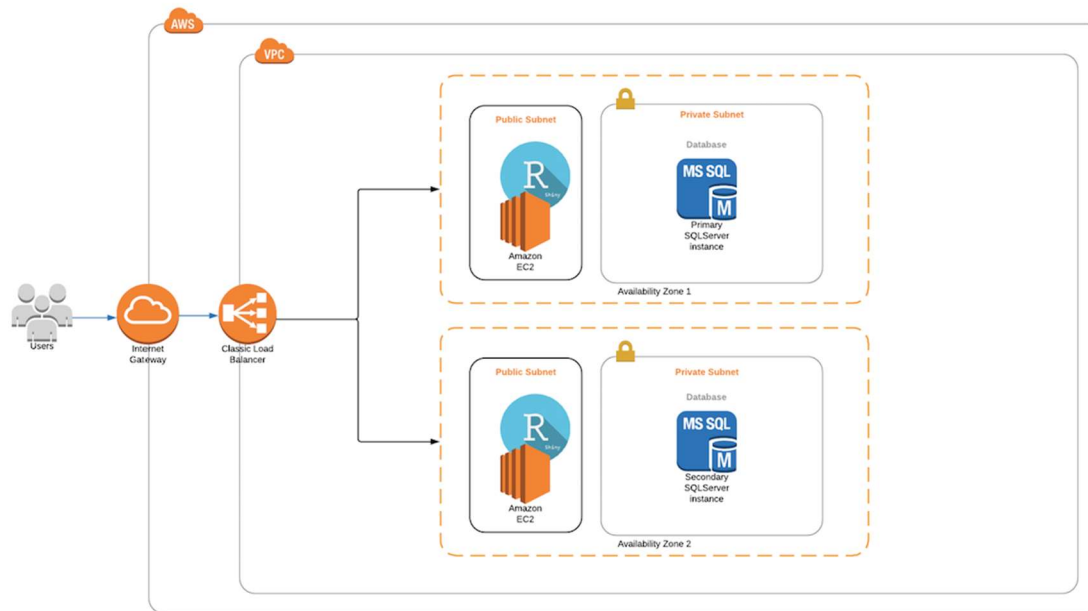 AWS
VPC
Public Subnet
R
Amazon
EC2
Private Subnet
Database
MS SQL
M
Primary
SQLServer
instance
Availability Zone 1
Users
Internet
Gateway
Classic Load
Balancer
Public Subnet
R
Amazon
EC2
Private Subnet
Database
MS SQL
M
Secondary
SQLServer
instance
Availability Zone 2